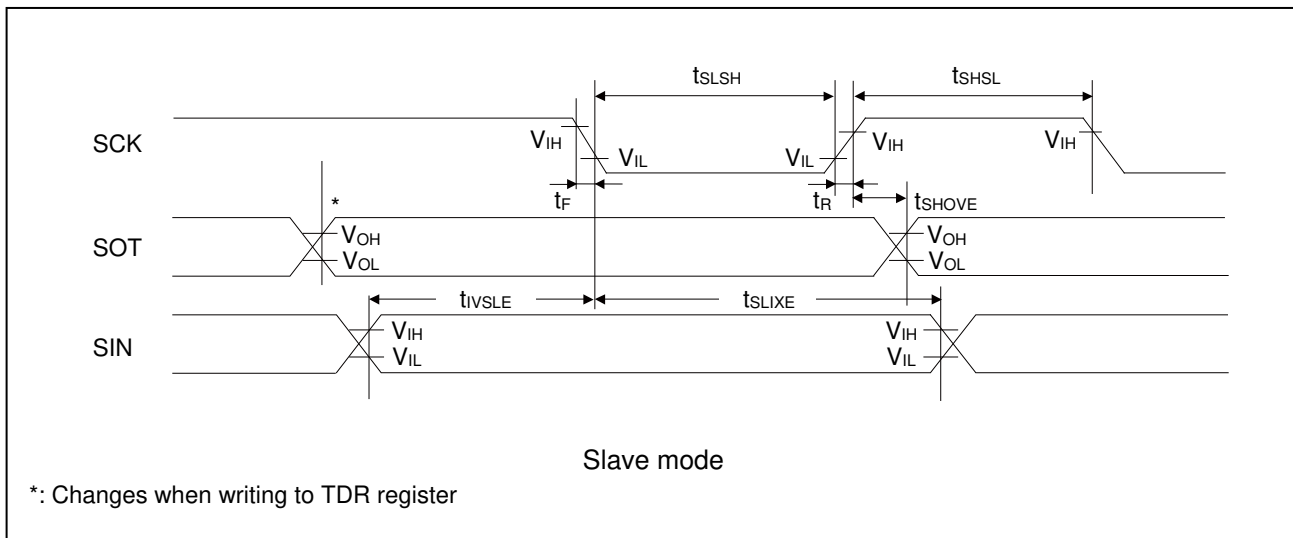 tSLSH tSHSL
SCK VIH VIL VIL VIH VIH
tF tR tSHOVE
*
SOT VOH VOH
VOL VOL
tIVSLE tSLIXE
SIN VIH VIH
VIL VIL
Slave mode
*: Changes when writing to TDR register